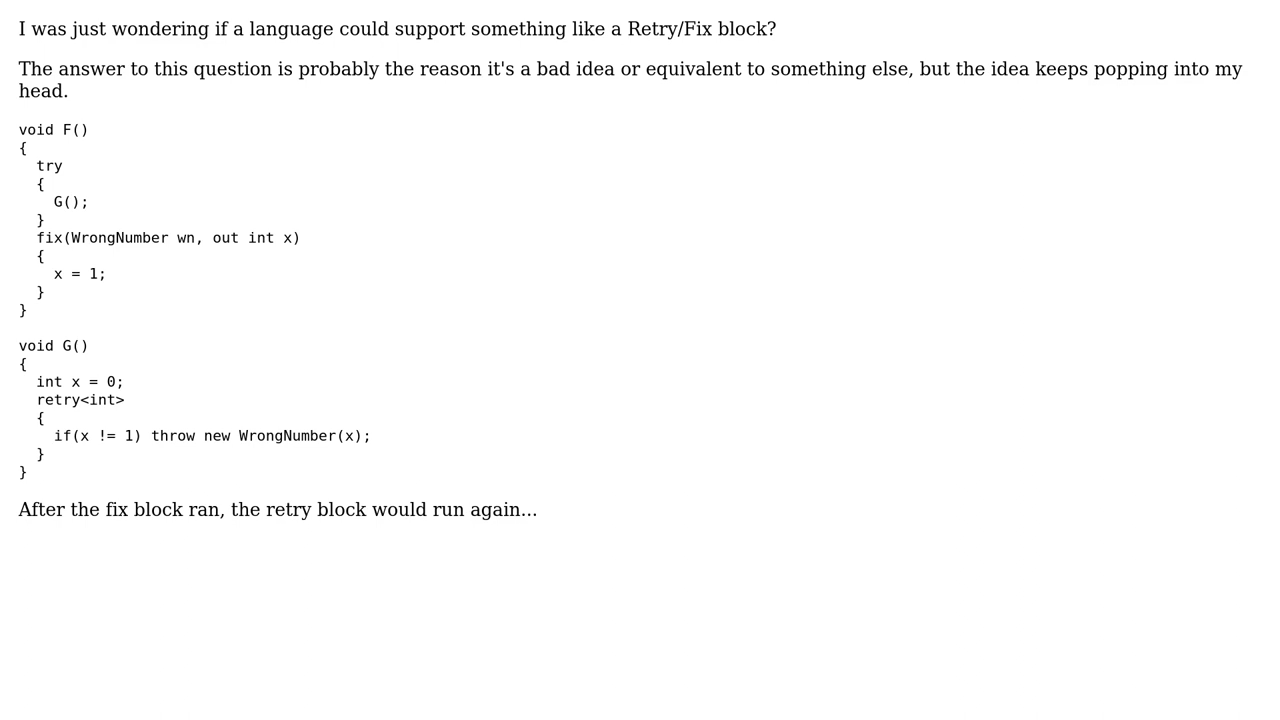 I was just wondering if a language could support something like a Retry/Fix block?
The answer to this question is probably the reason it's a bad idea or equivalent to something else, but the idea keeps popping into my
head.
void F()
{
  try
  {
    G();
  }
  fix(WrongNumber wn, out int x)
  {
    x = 1;
  }
}

void G()
{
  int x = 0;
  retry<int>
  {
    if(x != 1) throw new WrongNumber(x);
  }
}
After the fix block ran, the retry block would run again...